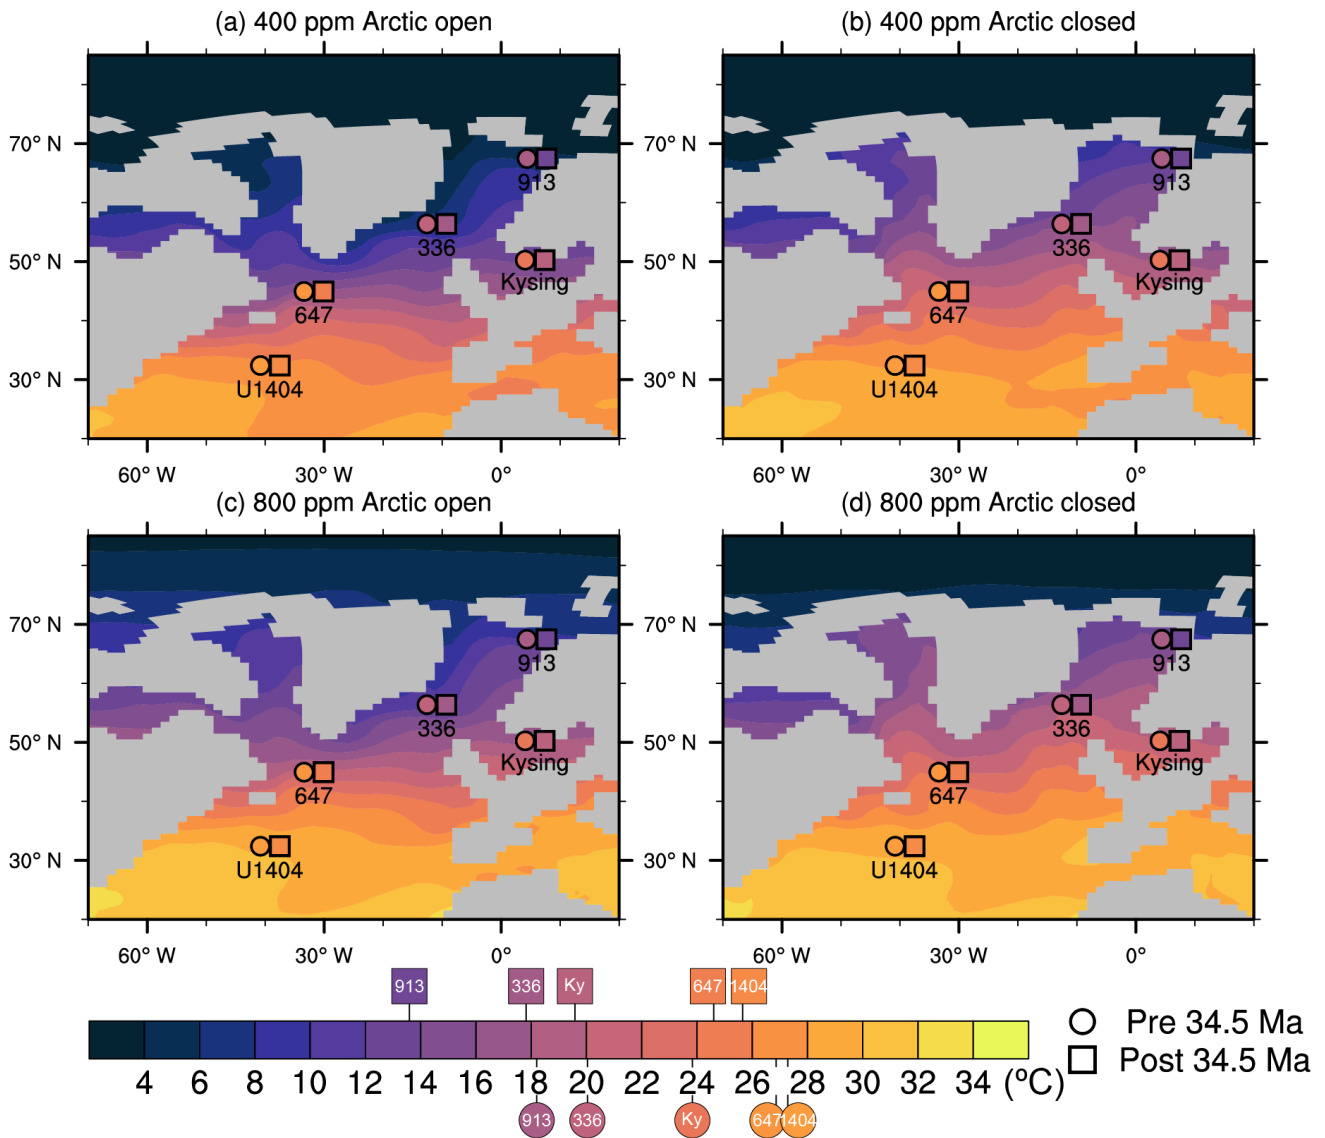 (a) 400 ppm Arctic open
(b) 400 ppm Arctic closed
70° N
50° N
30° N
913
336
Kysing
647
U1404
913
336
Kysing
647
U1404
70° N
50° N
30° N
60° W
30° W
0°
60° W
30° W
0°
(c) 800 ppm Arctic open
(d) 800 ppm Arctic closed
70° N
50° N
30° N
913
336
Kysing
647
U1404
913
336
Kysing
647
U1404
70° N
50° N
30° N
60° W
30° W
0°
60° W
30° W
0°
913
336
Ky
647
1404
4 6 8 10 12 14 16 18 20 22 24 26 28 30 32 34 (ºC)
913
336
Ky
647
1404
Pre 34.5 Ma
Post 34.5 Ma